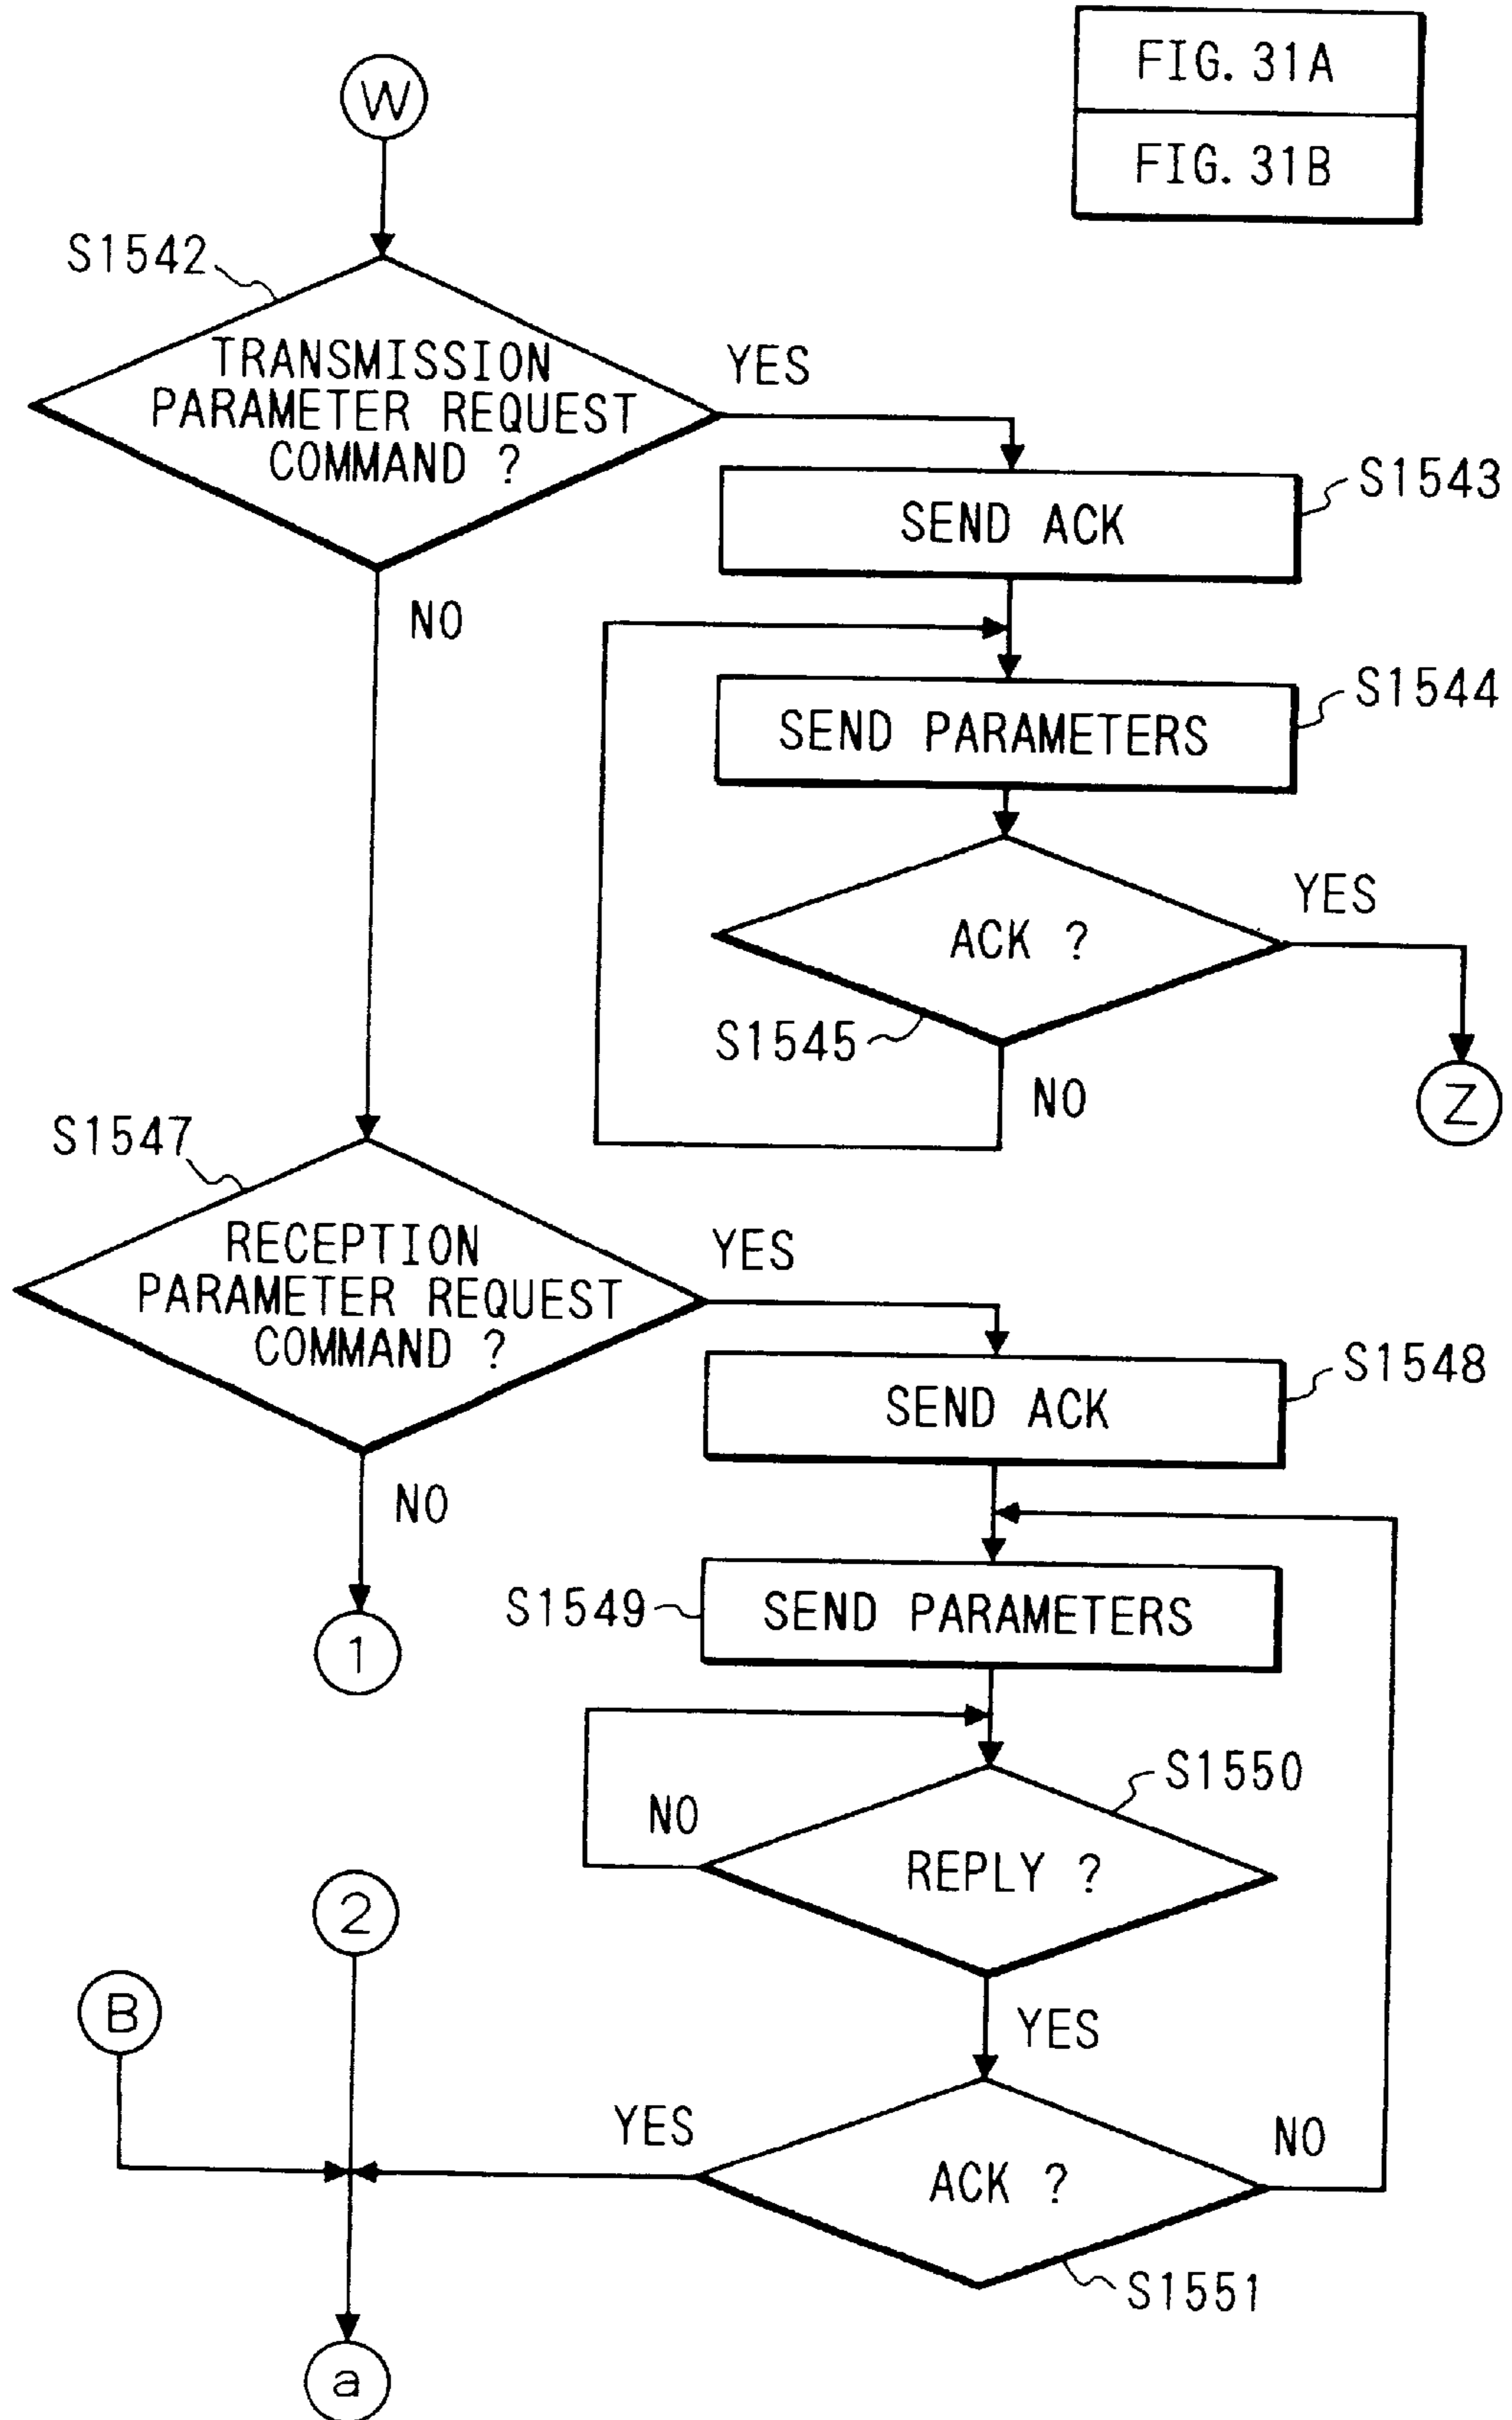 FIG. 31A
FIG. 31B
W
S1542
TRANSMISSION
PARAMETER REQUEST
COMMAND ?
YES
NO
S1543
SEND ACK
S1544
SEND PARAMETERS
ACK ?
YES
S1545
NO
Z
S1547
RECEPTION
PARAMETER REQUEST
COMMAND ?
YES
NO
1
S1548
SEND ACK
S1549
SEND PARAMETERS
S1550
NO
REPLY ?
YES
2
B
YES
ACK ?
NO
S1551
a